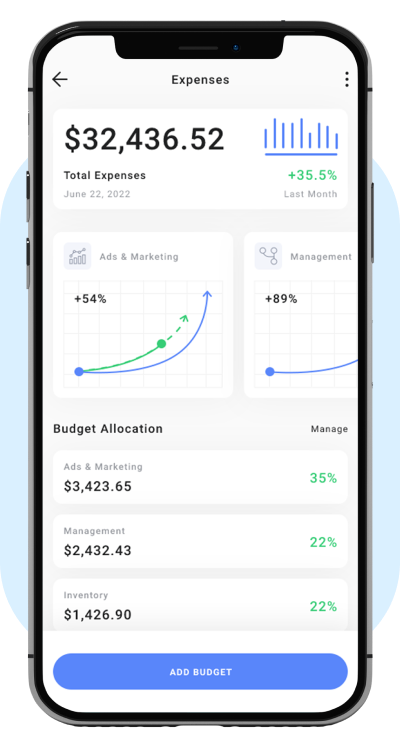 Expenses
$32,436.52
Total Expenses
+35.5%
June 22, 2022
Last Month
Ads & Marketing
Management
+54%
+89%
Budget Allocation
Manage
Ads & Marketing
$3,423.65
35%
Management
$2,432.43
22%
Inventory
$1,426.90
22%
ADD BUDGET